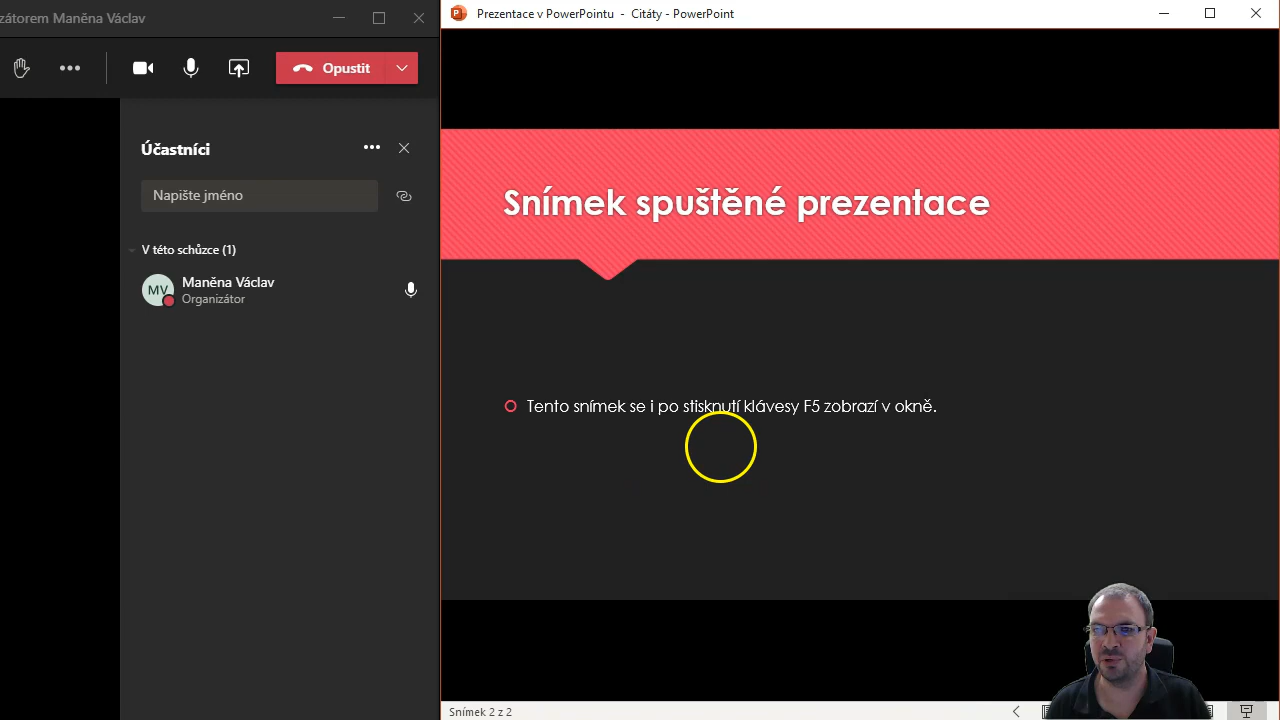 zátorem Maněna Václav
Opustit
Účastníci
Napište jméno
V této schůzce (1)
MV
Maněna Václav
Organizátor
Prezentace v PowerPointu - Citáty - PowerPoint
Snímek spuštěné prezentace
Tento snímek se i po stisknutí klávesy F5 zobrazí v okně.
Snímek 2 z 2